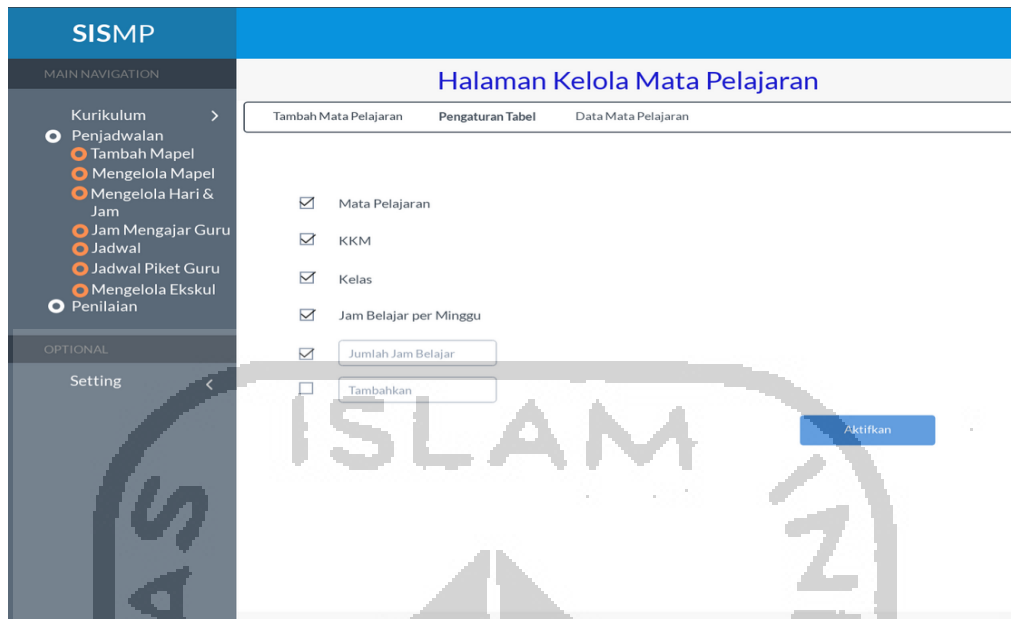 SISMP
MAIN NAVIGATION
Kurikulum
Penjadwalan
Tambah Mapel
Mengelola Mapel
Mengelola Hari &
Jam
Jam Mengajar Guru
Jadwal
Jadwal Piket Guru
Mengelola Ekskul
Penilaian
OPTIONAL
Setting
Halaman Kelola Mata Pelajaran
Tambah Mata Pelajaran Pengaturan Tabel Data Mata Pelajaran
Mata Pelajaran
KKM
Kelas
Jam Belajar per Minggu
Jumlah Jam Belajar
Tambahkan
Aktifkan
ISLAM